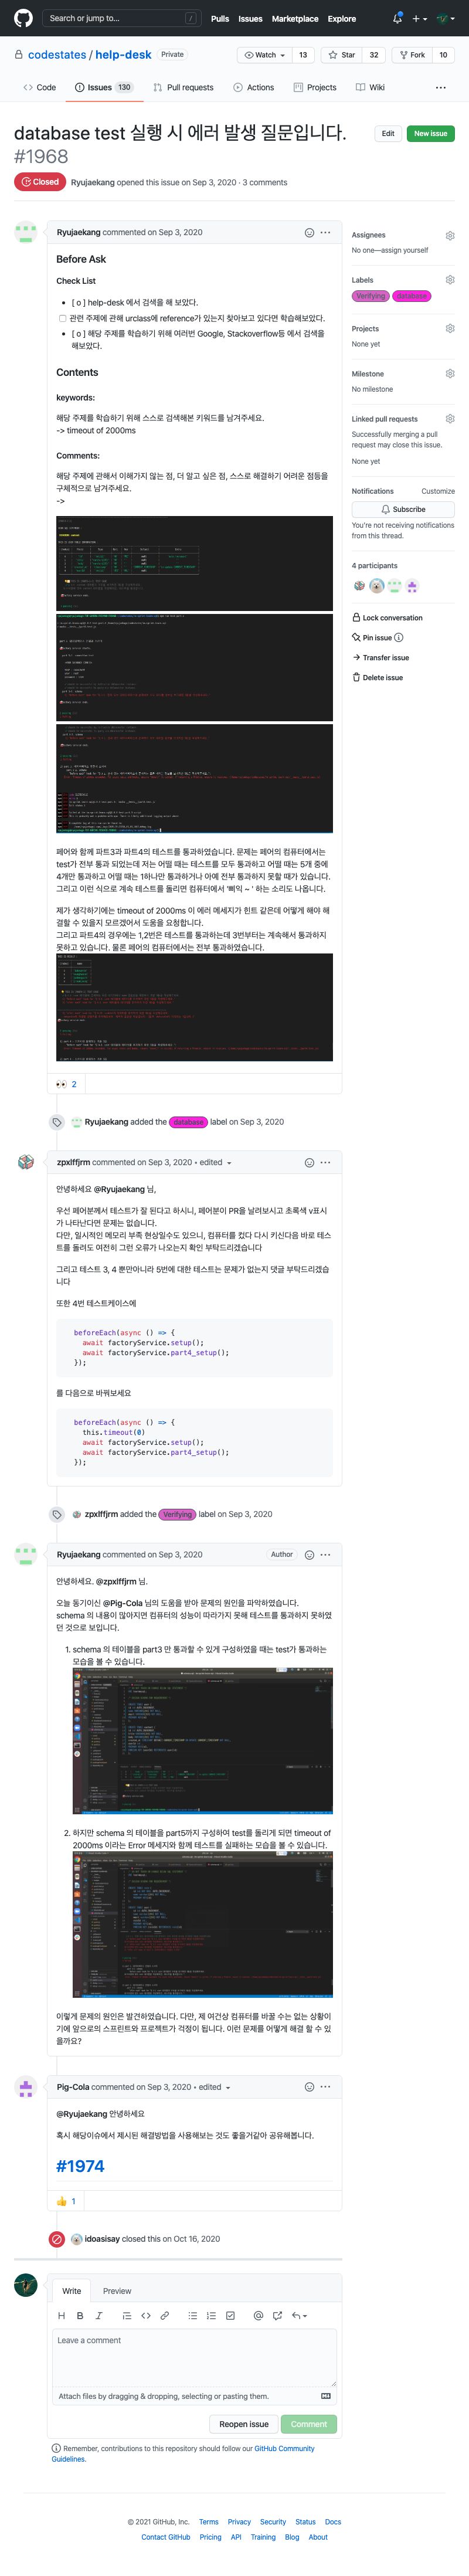 Search or jump to...
/
Pulls Issues Marketplace Explore
codestates / help-desk Private
Watch 13 Star 32 Fork 10
Code Issues 130 Pull requests Actions Projects Wiki
database test 실행 시 에러 발생 질문입니다.
#1968
Edit New issue
Closed Ryujaekang opened this issue on Sep 3, 2020 · 3 comments
Ryujaekang commented on Sep 3, 2020
Before Ask
Check List
[ o ] help-desk 에서 검색을 해 보았다.
관련 주제에 관해 urclass에 reference가 있는지 찾아보고 있다면 학습해보았다.
[ o ] 해당 주제를 학습하기 위해 여러번 Google, Stackoverflow등 에서 검색을
해보았다.
Contents
keywords:
해당 주제를 학습하기 위해 스스로 검색해본 키워드를 남겨주세요.
-> timeout of 2000ms
Comments:
해당 주제에 관해서 이해가지 않는 점, 더 알고 싶은 점, 스스로 해결하기 어려운 점등을
구체적으로 남겨주세요.
->
페어와 함께 파트3과 파트4의 테스트를 통과하였습니다. 문제는 페어의 컴퓨터에서는
test가 전부 통과 되었는데 저는 어떨 때는 테스트를 모두 통과하고 어떨 때는 5개 중에
4개만 통과하고 어떨 때는 1하나만 통과하거나 아예 전부 통과하지 못할 때가 있습니다.
그리고 이런 식으로 계속 테스트를 돌리면 컴퓨터에서 '삐익 ~ ' 하는 소리도 나옵니다.
제가 생각하기에는 timeout of 2000ms 이 에러 메세지가 힌트 같은데 어떻게 해야 해
결할 수 있을지 모르겠어서 도움을 요청합니다.
그리고 파트4의 경우에는 1,2번은 테스트를 통과하는데 3번부터는 계속해서 통과하지
못하고 있습니다. 물론 페어의 컴퓨터에서는 전부 통과하였습니다.
2
Ryujaekang added the database label on Sep 3, 2020
zpxlffjrm commented on Sep 3, 2020 • edited
안녕하세요 @Ryujaekang 님,
우선 페어분께서 테스트가 잘 된다고 하시니, 페어분이 PR을 날려보시고 초록색 v표시
가 나타난다면 문제는 없습니다.
다만, 일시적인 메모리 부족 현상일수도 있으니, 컴퓨터를 컸다 다시 키신다음 바로 테스
트를 돌려도 여전히 그런 오류가 나오는지 확인 부탁드리겠습니다
그리고 테스트 3, 4 뿐만아니라 5번에 대한 테스트는 문제가 없는지 댓글 부탁드리겠습
니다
또한 4번 테스트케이스에
beforeEach(async () => {
await factoryService.setup();
await factoryService.part4_setup();
});
를 다음으로 바꿔보세요
beforeEach(async () => {
this.timeout(0)
await factoryService.setup();
await factoryService.part4_setup();
});
zpxlffjrm added the Verifying label on Sep 3, 2020
Ryujaekang commented on Sep 3, 2020 Author
안녕하세요. @zpxlffjrm 님.
오늘 동기이신 @Pig-Cola 님의 도움을 받아 문제의 원인을 파악하였습니다.
schema 의 내용이 많아지면 컴퓨터의 성능이 따라가지 못해 테스트를 통과하지 못하였
던 것으로 보입니다.
1. schema 의 테이블을 part3 만 통과할 수 있게 구성하였을 때는 test가 통과하는
모습을 볼 수 있습니다.
2. 하지만 schema 의 테이블을 part5까지 구성하여 test를 돌리게 되면 timeout of
2000ms 이라는 Error 메세지와 함께 테스트를 실패하는 모습을 볼 수 있습니다.
이렇게 문제의 원인은 발견하였습니다. 다만, 제 여건상 컴퓨터를 바꿀 수는 없는 상황이
기에 앞으로의 스프린트와 프로젝트가 걱정이 됩니다. 이런 문제를 어떻게 해결 할 수 있
을까요?
Pig-Cola commented on Sep 3, 2020 • edited
@Ryujaekang 안녕하세요
혹시 해당이슈에서 제시된 해결방법을 사용해보는 것도 좋을거같아 공유해봅니다.
#1974
1
idoasisay closed this on Oct 16, 2020
Write Preview
Leave a comment
Attach files by dragging & dropping, selecting or pasting them.
Reopen issue Comment
Remember, contributions to this repository should follow our GitHub Community
Guidelines.
Assignees
No one—assign yourself
Labels
Verifying database
Projects
None yet
Milestone
No milestone
Linked pull requests
Successfully merging a pull
request may close this issue.
None yet
Notifications Customize
Subscribe
You're not receiving notifications
from this thread.
4 participants
Lock conversation
Pin issue
Transfer issue
Delete issue
© 2021 GitHub, Inc. Terms Privacy Security Status Docs
Contact GitHub Pricing API Training Blog About